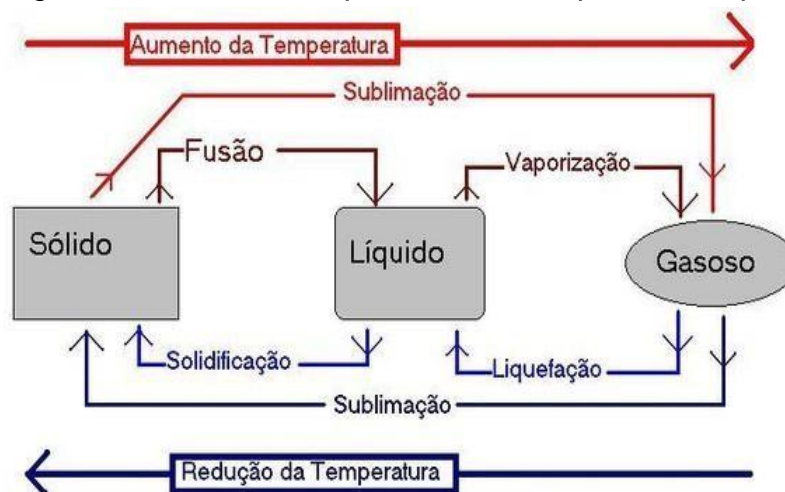 Aumento da Temperatura
Sublimação
Fusão
Vaporização
Sólido
Líquido
Gasoso
Solidificação
Liquefação
Sublimação
Redução da Temperatura